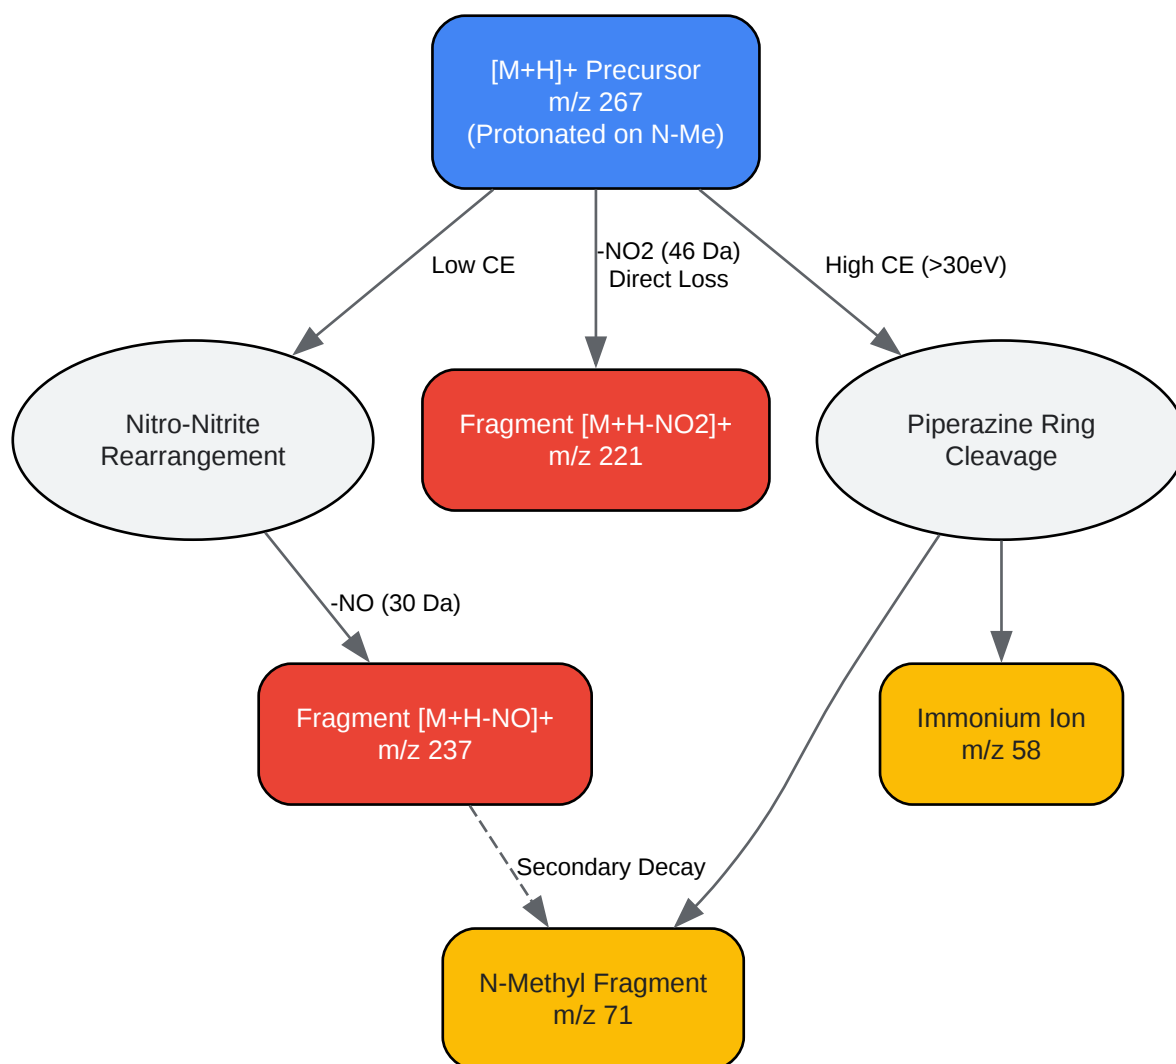 [M+H]+ Precursor
m/z 267
(Protonated on N-Me)
Low CE
-NO2 (46 Da)
Direct Loss
High CE (>30eV)
Nitro-Nitrite
Rearrangement
Fragment [M+H-NO2]+
m/z 221
Piperazine Ring
Cleavage
-NO (30 Da)
Fragment [M+H-NO]+
m/z 237
Immonium Ion
m/z 58
Secondary Decay
N-Methyl Fragment
m/z 71